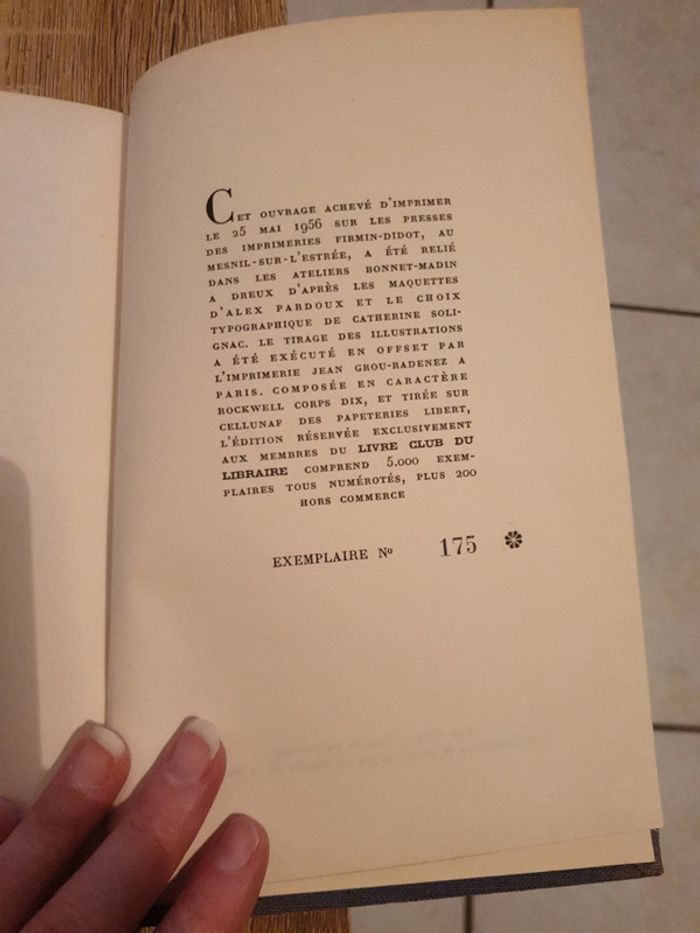 CET OUVRAGE ACHEVÉ D'IMPRIMER
LE 25 MAI 1956 SUR LES PRESSES
DES IMPRIMERIES FIRMIN-DIDOT, AU
MESNIL-SUR-L'ESTRÉE, A ÉTÉ RELIÉ
DANS LES ATELIERS BONNET-MADIN
A DREUX D'APRÈS LES MAQUETTES
D'ALEX PARDOUX ET LE CHOIX
TYPOGRAPHIQUE DE CATHERINE SOLI-
GNAC. LE TIRAGE DES ILLUSTRATIONS
A ÉTÉ EXÉCUTÉ EN OFFSET PAR
L'IMPRIMERIE JEAN GROU-RADENEZ A
PARIS. COMPOSÉE EN CARACTÈRE
ROCKWELL CORPS DIX, ET TIRÉE SUR
CELLUNAF DES PAPETERIES LIBERT,
L'ÉDITION RÉSERVÉE EXCLUSIVEMENT
AUX MEMBRES DU LIVRE CLUB DU
LIBRAIRE COMPREND 5.000 EXEM-
PLAIRES TOUS NUMÉROTÉS, PLUS 200
HORS COMMERCE
EXEMPLAIRE Nº 175